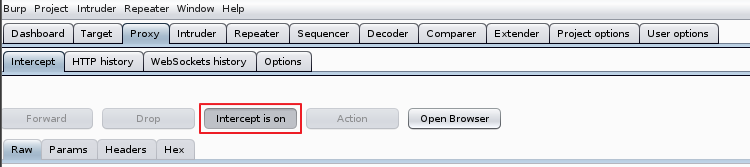 Burp Project Intruder Repeater Window Help
Dashboard Target Proxy Intruder Repeater Sequencer Decoder Comparer Extender Project options User options
Intercept HTTP history WebSockets history Options
Forward Drop Intercept is on Action Open Browser
Raw Params Headers Hex